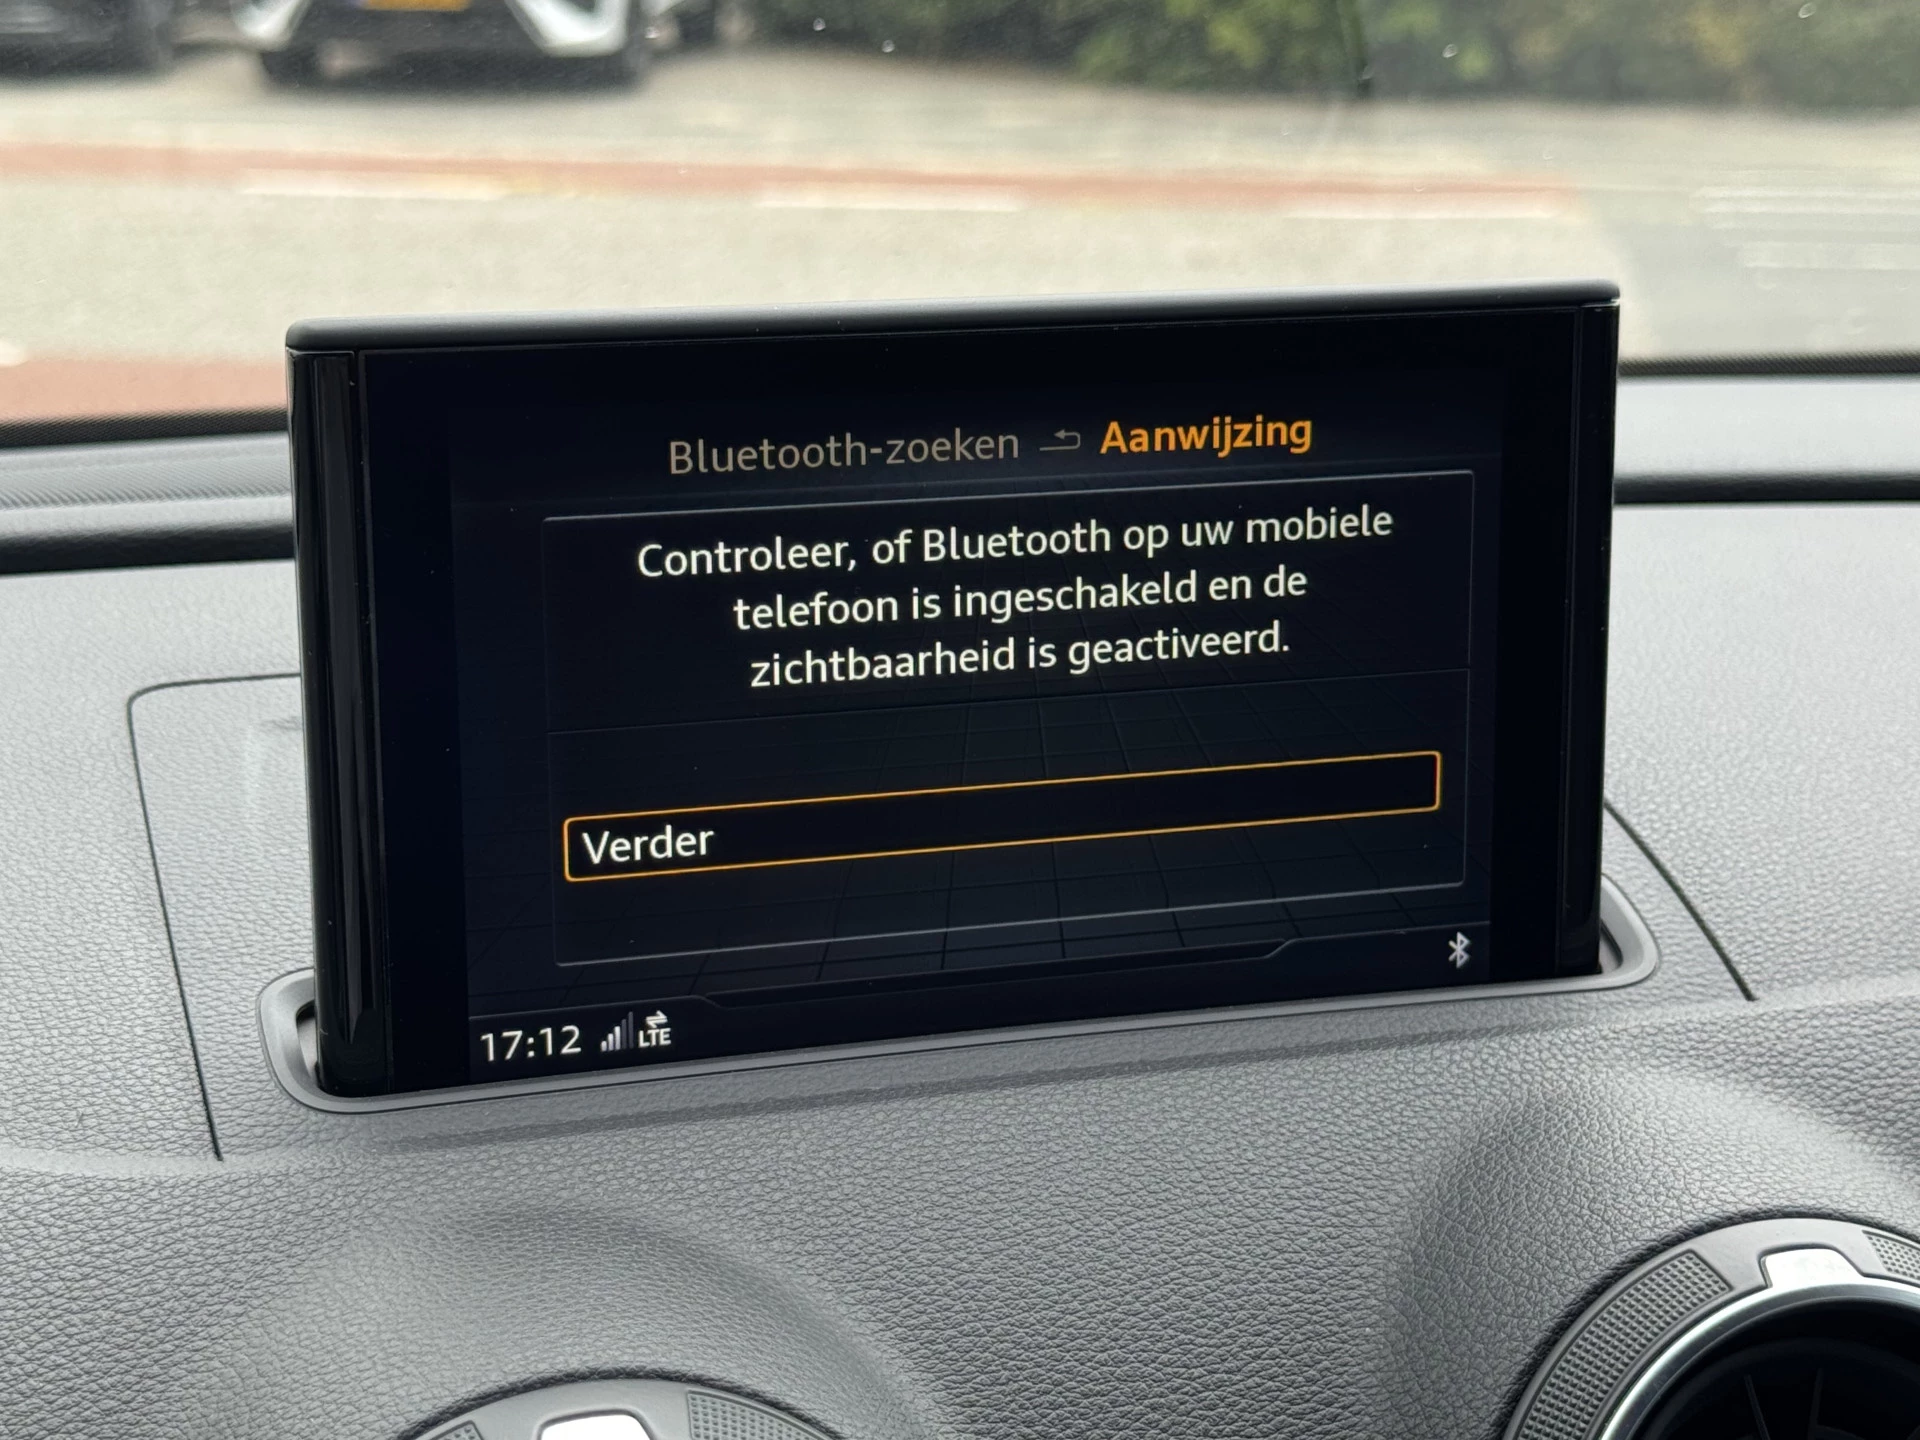 Bluetooth-zoeken Aanwijzing
Controleer, of Bluetooth op uw mobiele
telefoon is ingeschakeld en de
zichtbaarheid is geactiveerd.
Verder
17:12 LTE